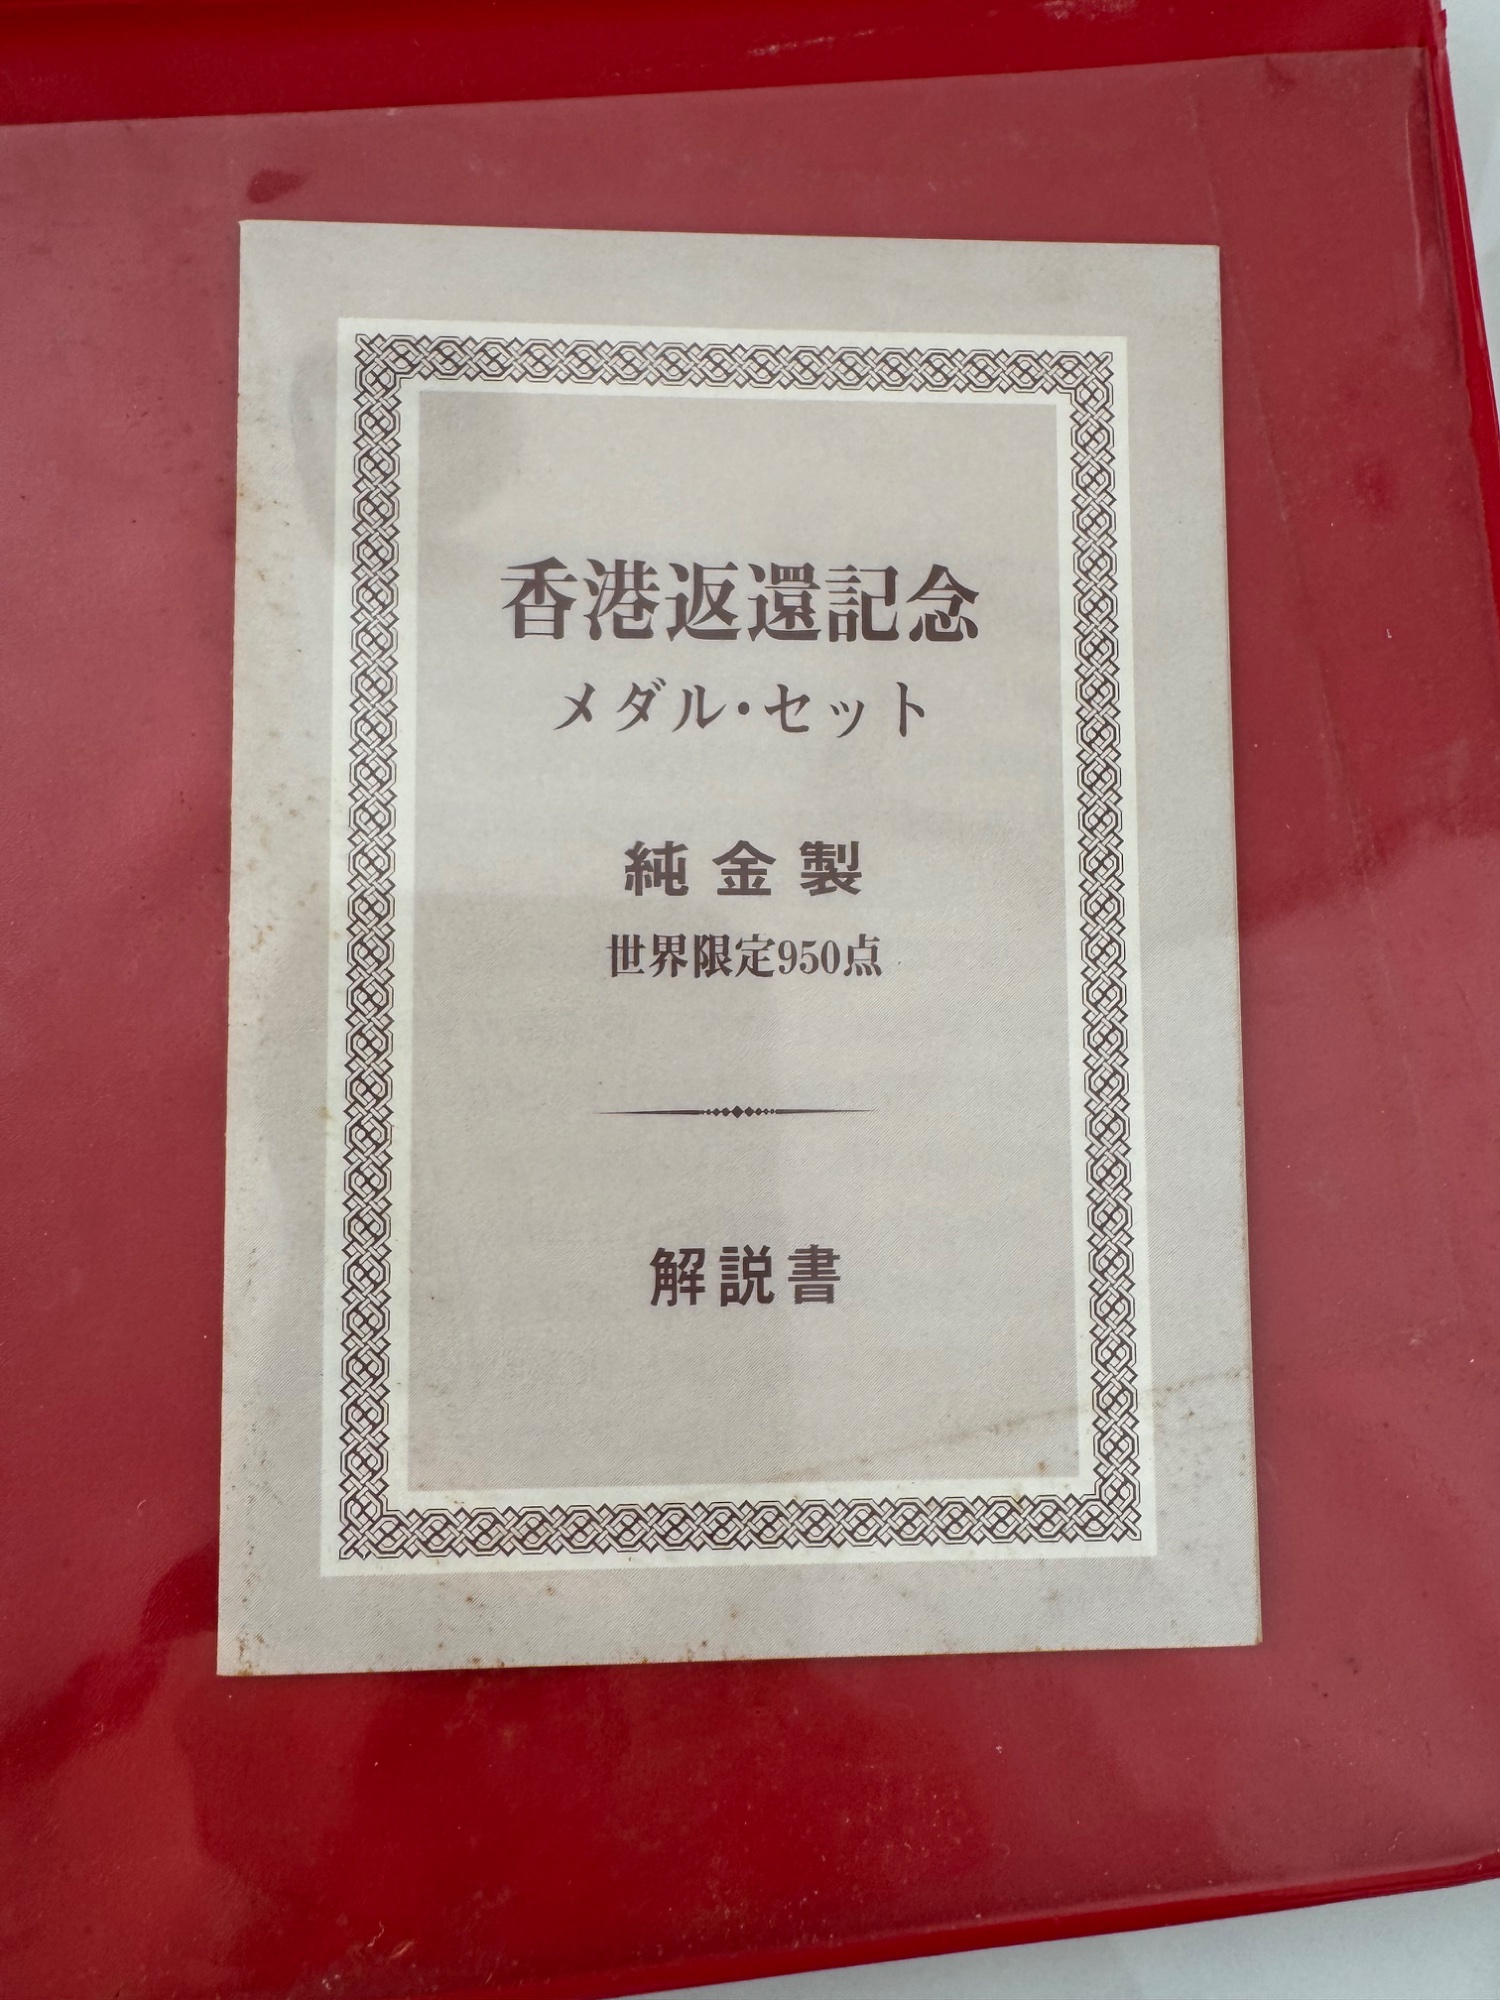 香港返還記念
メダル・セット
純金製
世界限定950点
解説書